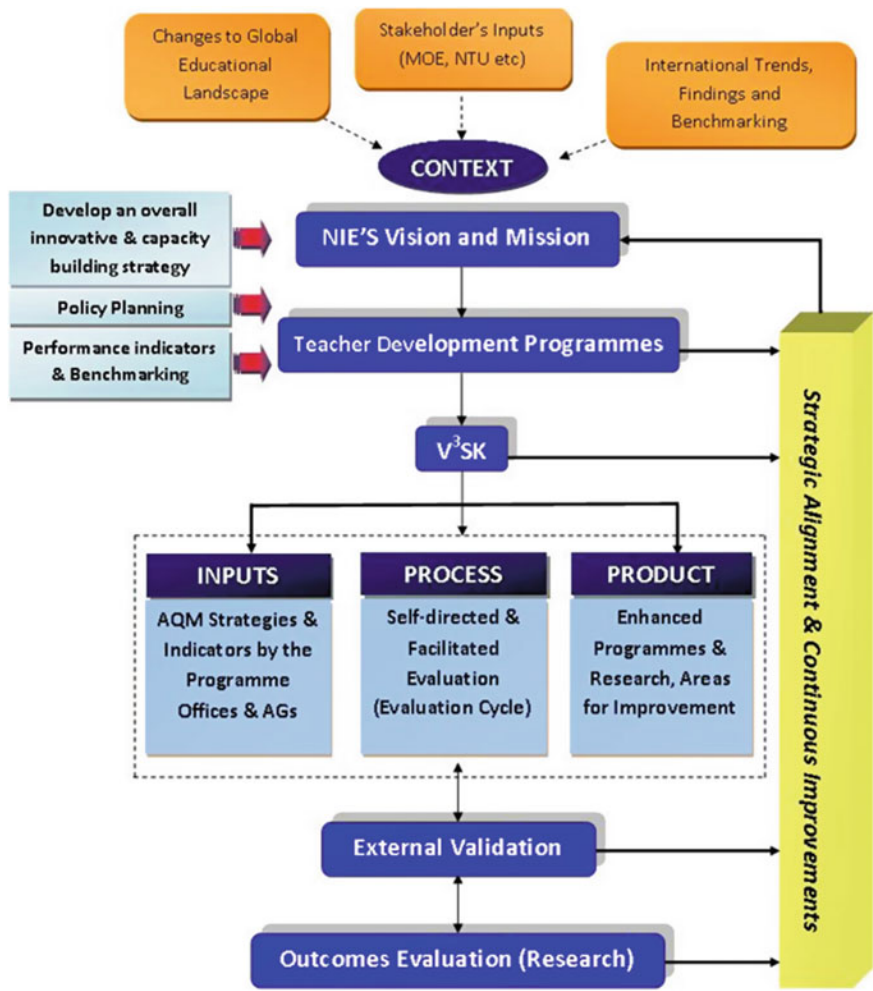 Changes to Global
Educational
Landscape
Stakeholder's Inputs
(MOE, NTU etc)
International Trends,
Findings and
Benchmarking
CONTEXT
Develop an overall
innovative & capacity
building strategy
Policy Planning
Performance indicators
& Benchmarking
NIE'S Vision and Mission
Teacher Development Programmes
V³SK
INPUTS
AQM Strategies &
Indicators by the
Programme
Offices & AGs
PROCESS
Self-directed &
Facilitated
Evaluation
(Evaluation Cycle)
PRODUCT
Enhanced
Programmes &
Research, Areas
for Improvement
External Validation
Outcomes Evaluation (Research)
Strategic Alignment & Continuous Improvements